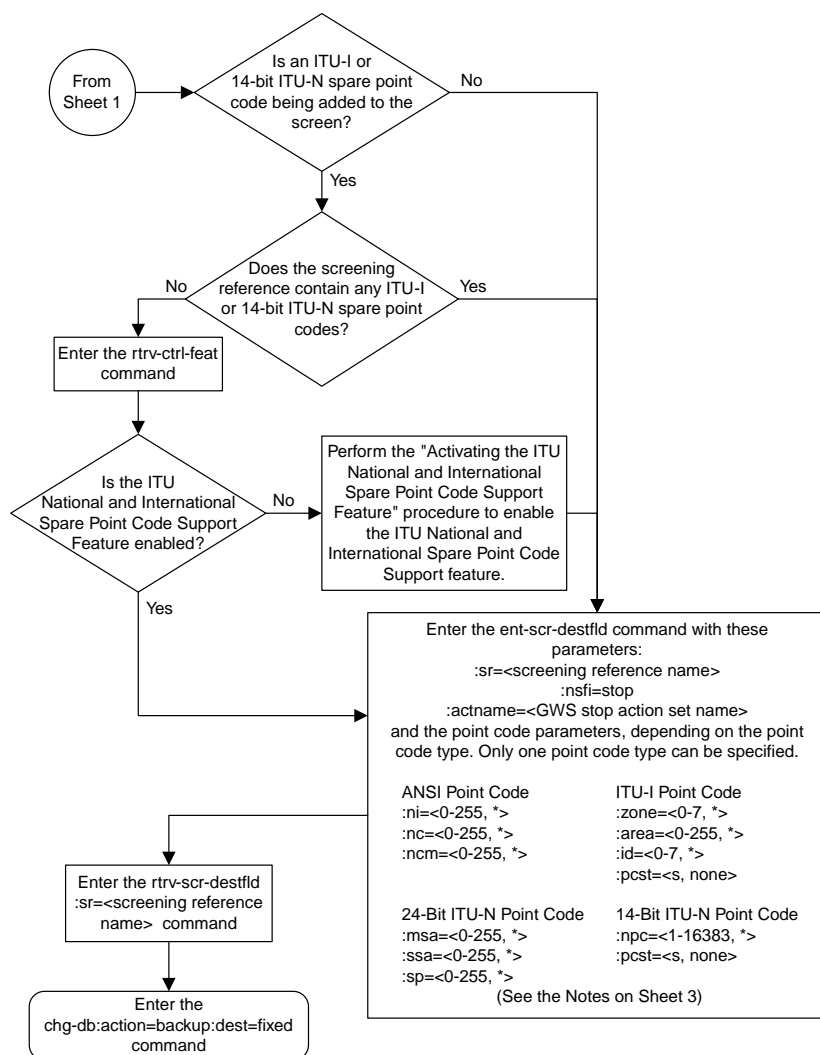 From
Sheet 1
Is an ITU-I or
14-bit ITU-N spare point
code being added to the
screen?
No
Yes
Does the screening
reference contain any ITU-I
or 14-bit ITU-N spare point
codes?
No
Yes
Enter the rtrv-ctrl-feat
command
Is the ITU
National and International
Spare Point Code Support
Feature enabled?
No
Yes
Perform the "Activating the ITU
National and International
Spare Point Code Support
Feature" procedure to enable
the ITU National and
International Spare Point Code
Support feature.
Enter the ent-scr-destfld command with these
parameters:
:sr=<screening reference name>
:nsfi=stop
:actname=<GWS stop action set name>
and the point code parameters, depending on the point
code type. Only one point code type can be specified.
ANSI Point Code
:ni=<0-255, *>
:nc=<0-255, *>
:ncm=<0-255, *>
ITU-I Point Code
:zone=<0-7, *>
:area=<0-255, *>
:id=<0-7, *>
:pcst=<s, none>
24-Bit ITU-N Point Code
:msa=<0-255, *>
:ssa=<0-255, *>
:sp=<0-255, *>
14-Bit ITU-N Point Code
:npc=<1-16383, *>
:pcst=<s, none>
(See the Notes on Sheet 3)
Enter the rtrv-scr-destfld
:sr=<screening reference
name> command
Enter the
chg-db:action=backup:dest=fixed
command